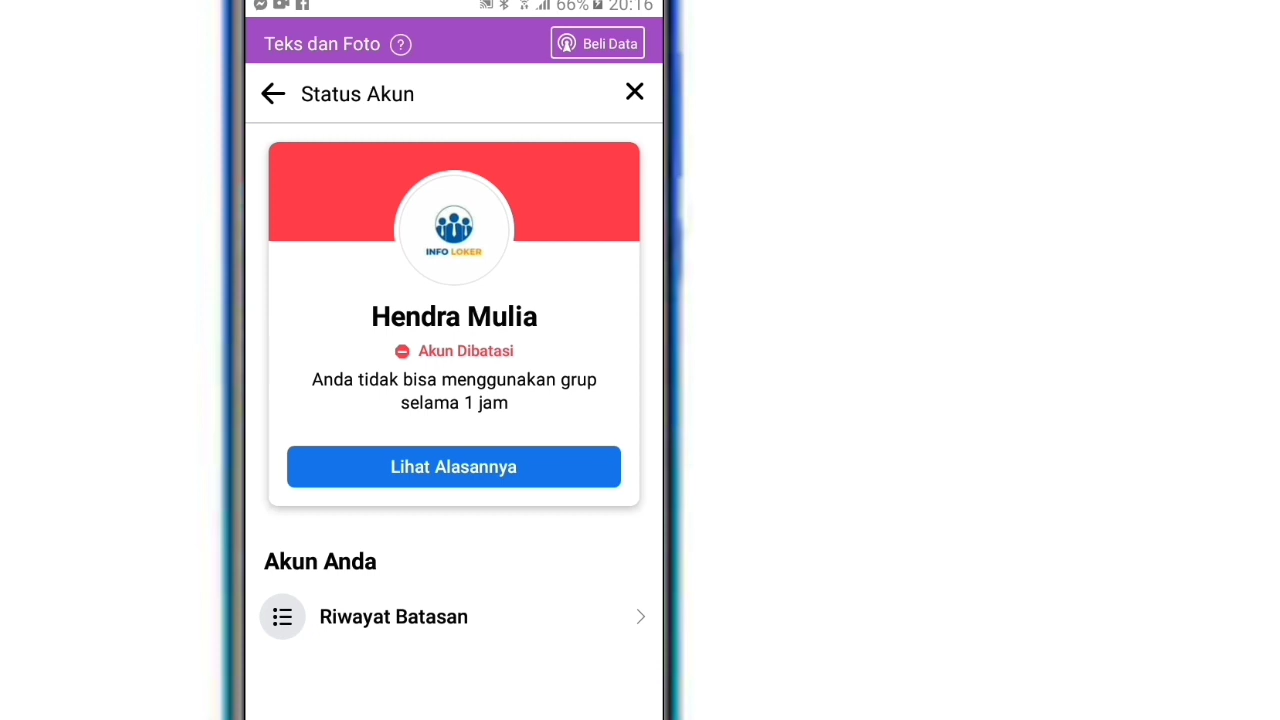 66% 20:16
Teks dan Foto ? Beli Data
Status Akun
INFO LOKER
Hendra Mulia
Akun Dibatasi
Anda tidak bisa menggunakan grup
selama 1 jam
Lihat Alasannya
Akun Anda
Riwayat Batasan